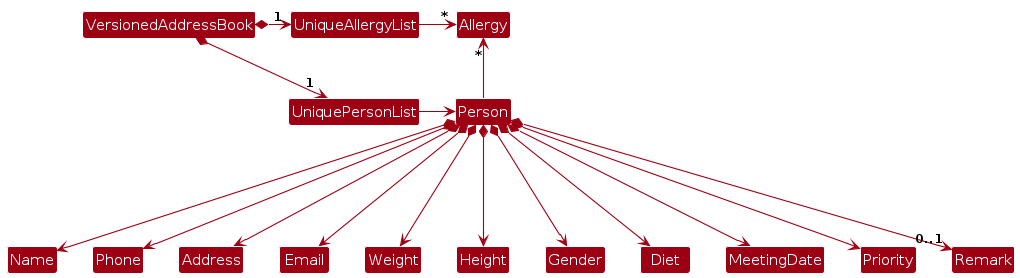 VersionedAddressBook 1 UniqueAllergyList * Allergy
*
1
UniquePersonList Person
0..1
Name Phone Address Email Weight Height Gender Diet MeetingDate Priority Remark